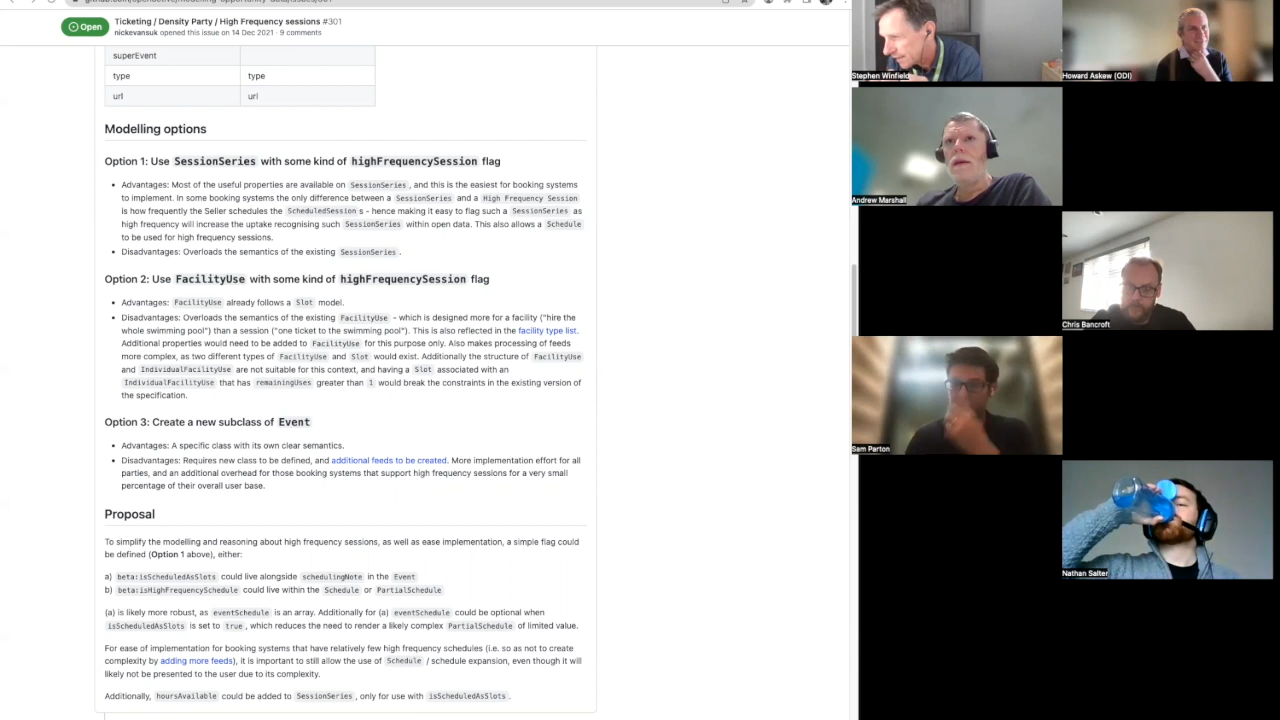 Ticketing / Density Party / High Frequency sessions #301
Open
nickevansuk opened this issue on 14 Dec 2021 · 9 comments
superEvent
type type
url url
Modelling options
Option 1: Use SessionSeries with some kind of highFrequencySession flag
• Advantages: Most of the useful properties are available on SessionSeries, and this is the easiest for booking systems
to implement. In some booking systems the only difference between a SessionSeries and a High Frequency Session
is how frequently the Seller schedules the ScheduledSession s - hence making it easy to flag such a SessionSeries as
high frequency will increase the uptake recognising such SessionSeries within open data. This also allows a Schedule
to be used for high frequency sessions.
• Disadvantages: Overloads the semantics of the existing SessionSeries.
Option 2: Use FacilityUse with some kind of highFrequencySession flag
• Advantages: FacilityUse already follows a Slot model.
• Disadvantages: Overloads the semantics of the existing FacilityUse - which is designed more for a facility ("hire the
whole swimming pool") than a session ("one ticket to the swimming pool"). This is also reflected in the facility type list.
Additional properties would need to be added to FacilityUse for this purpose only. Also makes processing of feeds
more complex, as two different types of FacilityUse and Slot would exist. Additionally the structure of FacilityUse
and IndividualFacilityUse are not suitable for this context, and having a Slot associated with an
IndividualFacilityUse that has remainingUses greater than 1 would break the constraints in the existing version of
the specification.
Option 3: Create a new subclass of Event
• Advantages: A specific class with its own clear semantics.
• Disadvantages: Requires new class to be defined, and additional feeds to be created. More implementation effort for all
parties, and an additional overhead for those booking systems that support high frequency sessions for a very small
percentage of their overall user base.
Proposal
To simplify the modelling and reasoning about high frequency sessions, as well as ease implementation, a simple flag could
be defined (Option 1 above), either:
a) beta:isScheduledAsSlots could live alongside schedulingNote in the Event
b) beta:isHighFrequencySchedule could live within the Schedule or PartialSchedule
(a) is likely more robust, as eventSchedule is an array. Additionally for (a) eventSchedule could be optional when
isScheduledAsSlots is set to true, which reduces the need to render a likely complex PartialSchedule of limited value.
For ease of implementation for booking systems that have relatively few high frequency schedules (i.e. so as not to create
complexity by adding more feeds), it is important to still allow the use of Schedule / schedule expansion, even though it will
likely not be presented to the user due to its complexity.
Additionally, hoursAvailable could be added to SessionSeries, only for use with isScheduledAsSlots.
Stephen Winfield
Howard Askew (ODI)
Andrew Marshall
Chris Bancroft
Sam Parton
Nathan Salter